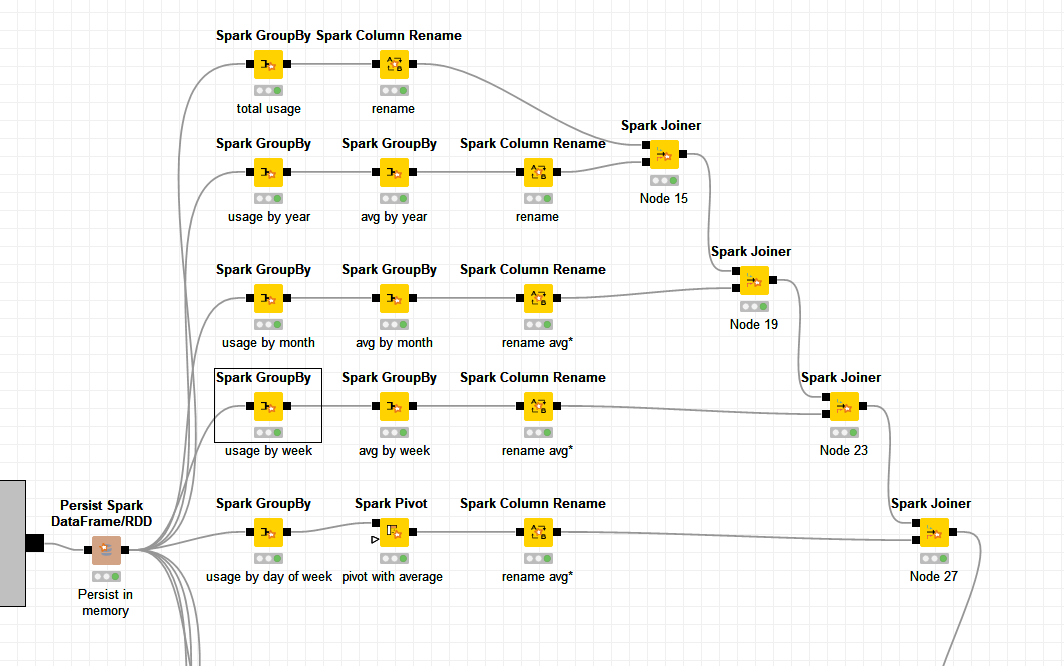 Spark GroupBy Spark Column Rename
total usage rename
Spark GroupBy Spark GroupBy Spark Column Rename
usage by year avg by year rename
Spark Joiner
Node 15
Spark GroupBy Spark GroupBy Spark Column Rename
usage by month avg by month rename avg*
Spark Joiner
Node 19
Spark GroupBy Spark GroupBy Spark Column Rename
usage by week avg by week rename avg*
Spark Joiner
Node 23
Persist Spark
DataFrame/RDD
Persist in
memory
Spark GroupBy Spark Pivot Spark Column Rename
usage by day of week pivot with average rename avg*
Spark Joiner
Node 27